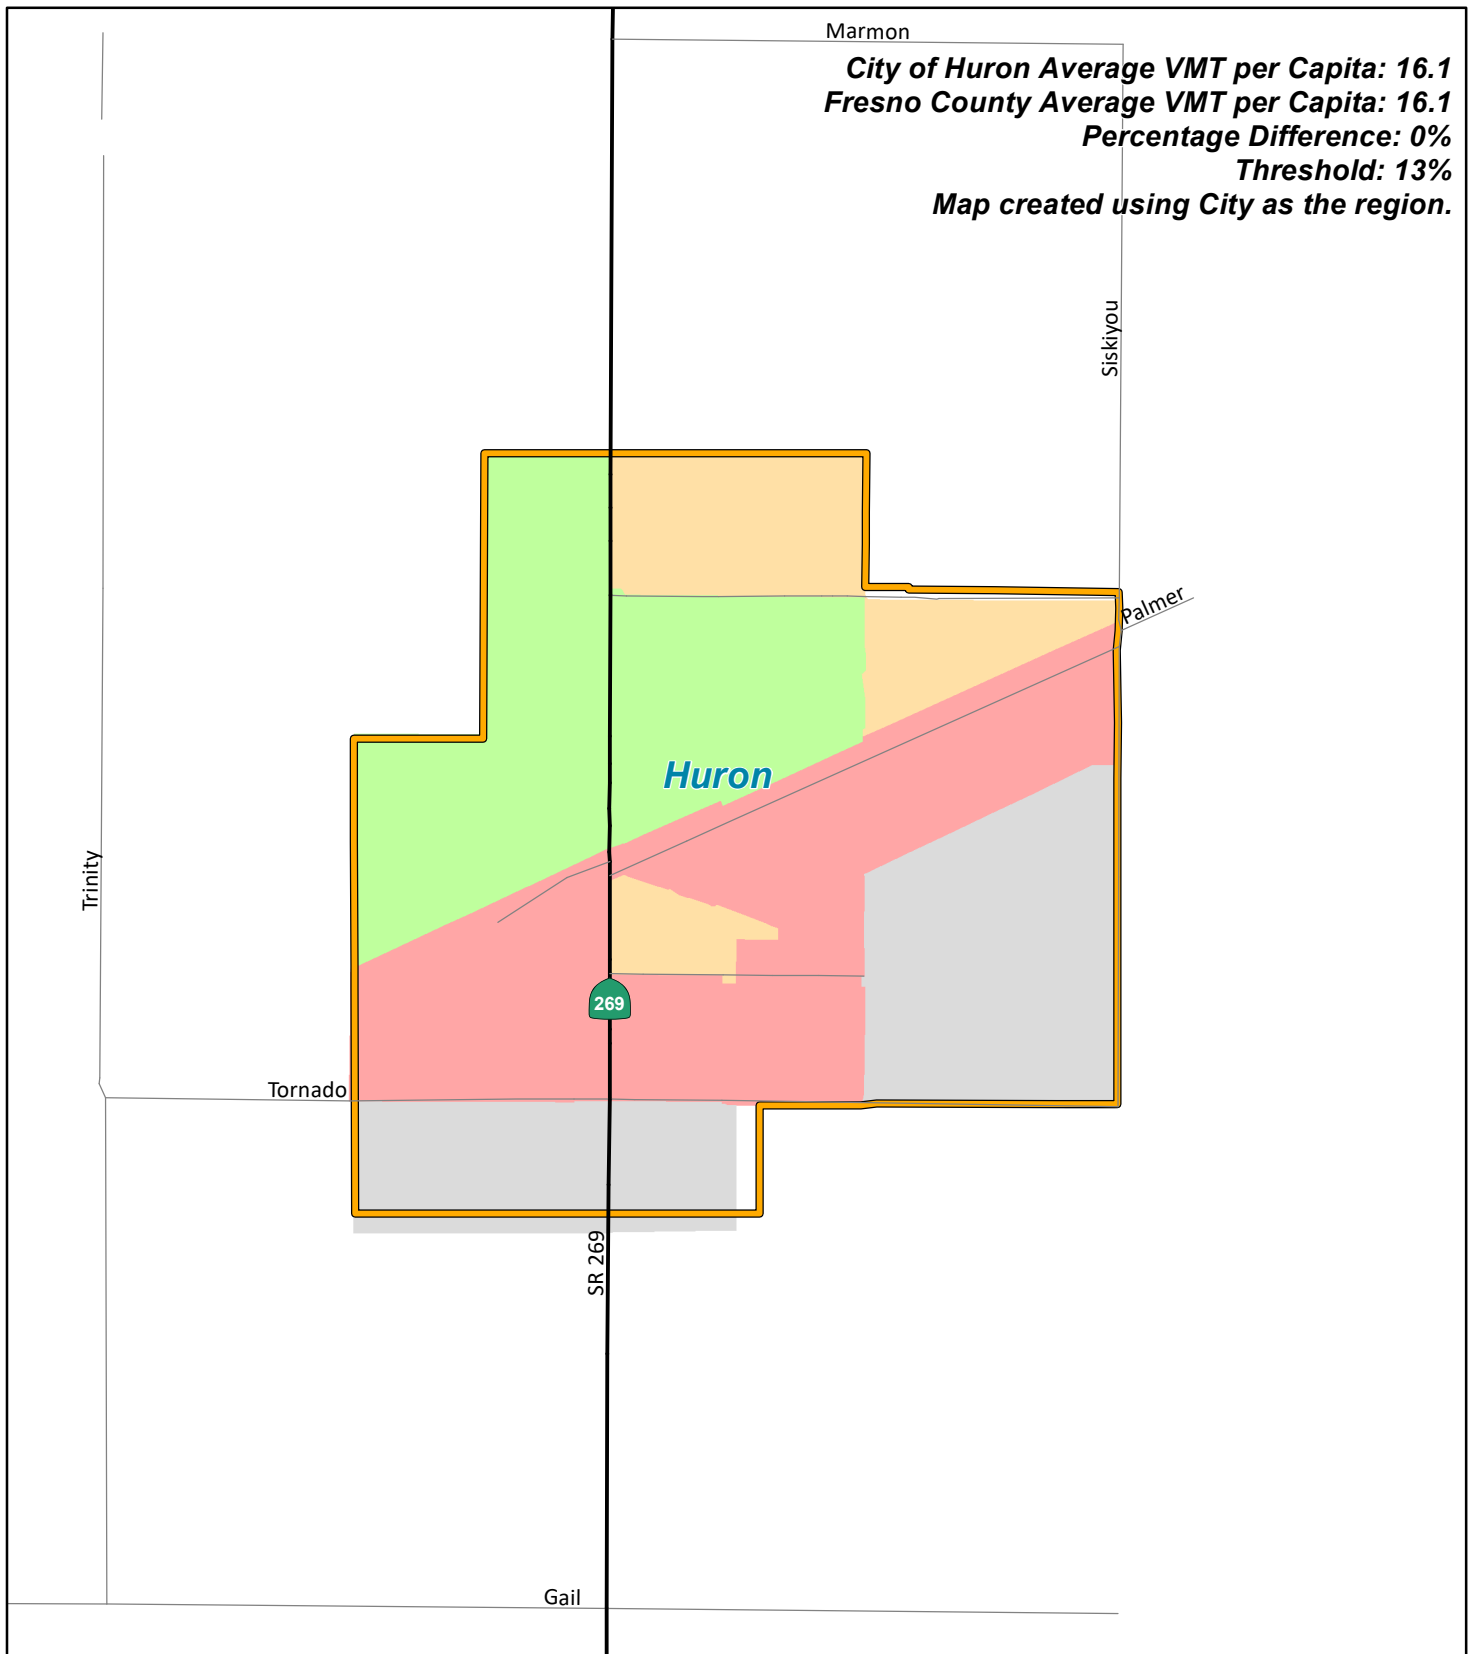 Marmon
City of Huron Average VMT per Capita: 16.1
Fresno County Average VMT per Capita: 16.1
Percentage Difference: 0%
Threshold: 13%
Map created using City as the region.
Siskiyou
Palmer
Huron
Trinity
269
Tornado
SR 269
Gail